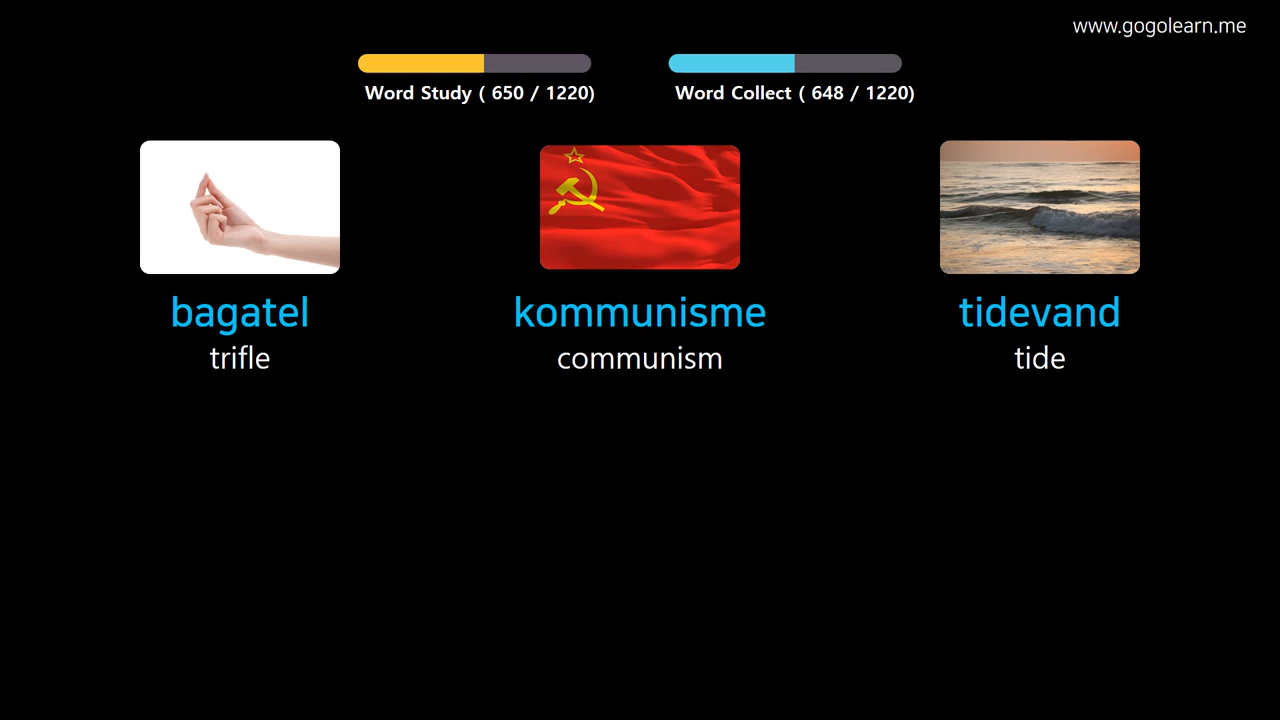 www.gogolearn.me
Word Study ( 650 / 1220)
Word Collect ( 648 / 1220)
bagatel
trifle
kommunisme
communism
tidevand
tide